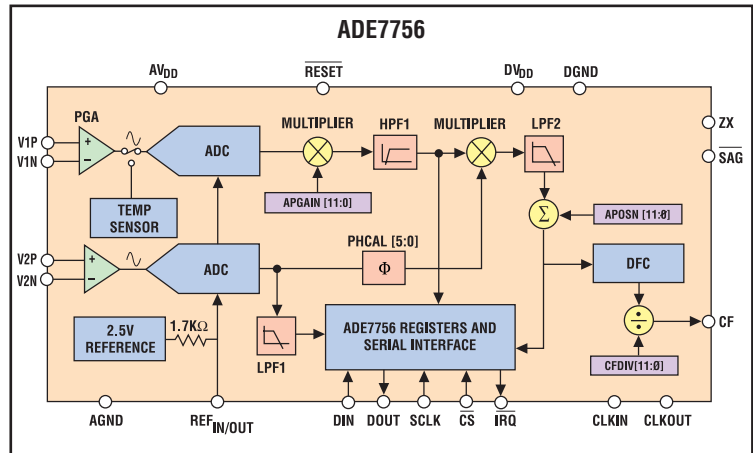 ADE7756
AVDD
RESET
DVDD
DGND
PGA
MULTIPLIER
HPF1
MULTIPLIER
LPF2
ZX
V1P
V1N
+
−
ADC
SAG
APGAIN [11:0]
TEMP
SENSOR
Σ
APOSN [11:0]
PHCAL [5:0]
V2P
V2N
+
−
ADC
Φ
DFC
2.5V
REFERENCE
1.7KΩ
ADE7756 REGISTERS AND
SERIAL INTERFACE
÷
CF
LPF1
CFDIV[11:0]
AGND
REFIN/OUT
DIN
DOUT
SCLK
CS
IRQ
CLKIN
CLKOUT